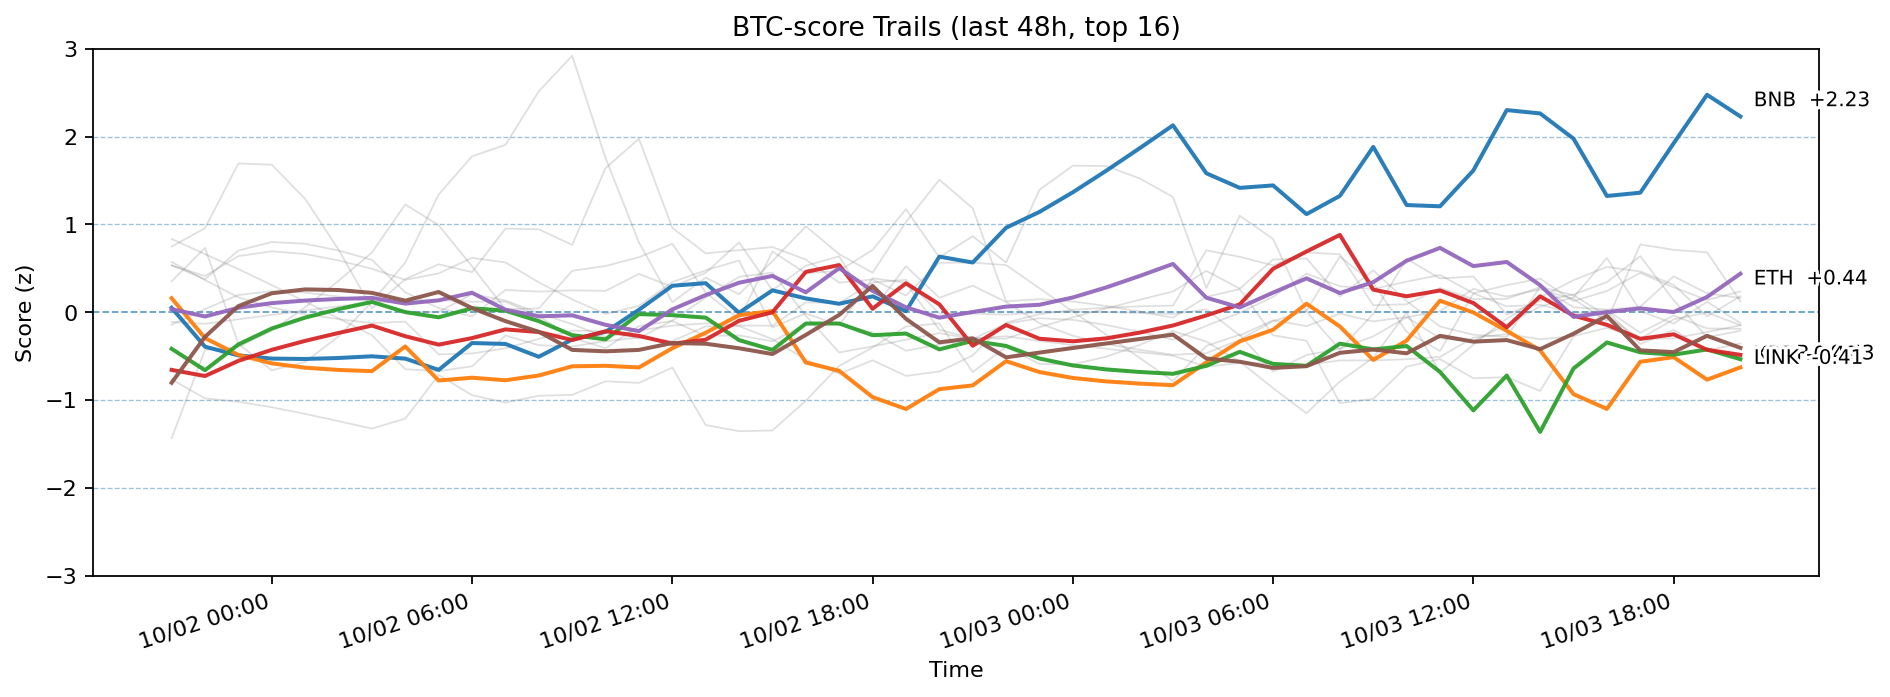 BTC-score Trails (last 48h, top 16)
3
2
1
0
−1
−2
−3
Score (z)
BNB +2.23
ETH +0.44
LINK -0.41
10/02 00:00
10/02 06:00
10/02 12:00
10/02 18:00
10/03 00:00
10/03 06:00
10/03 12:00
10/03 18:00
Time